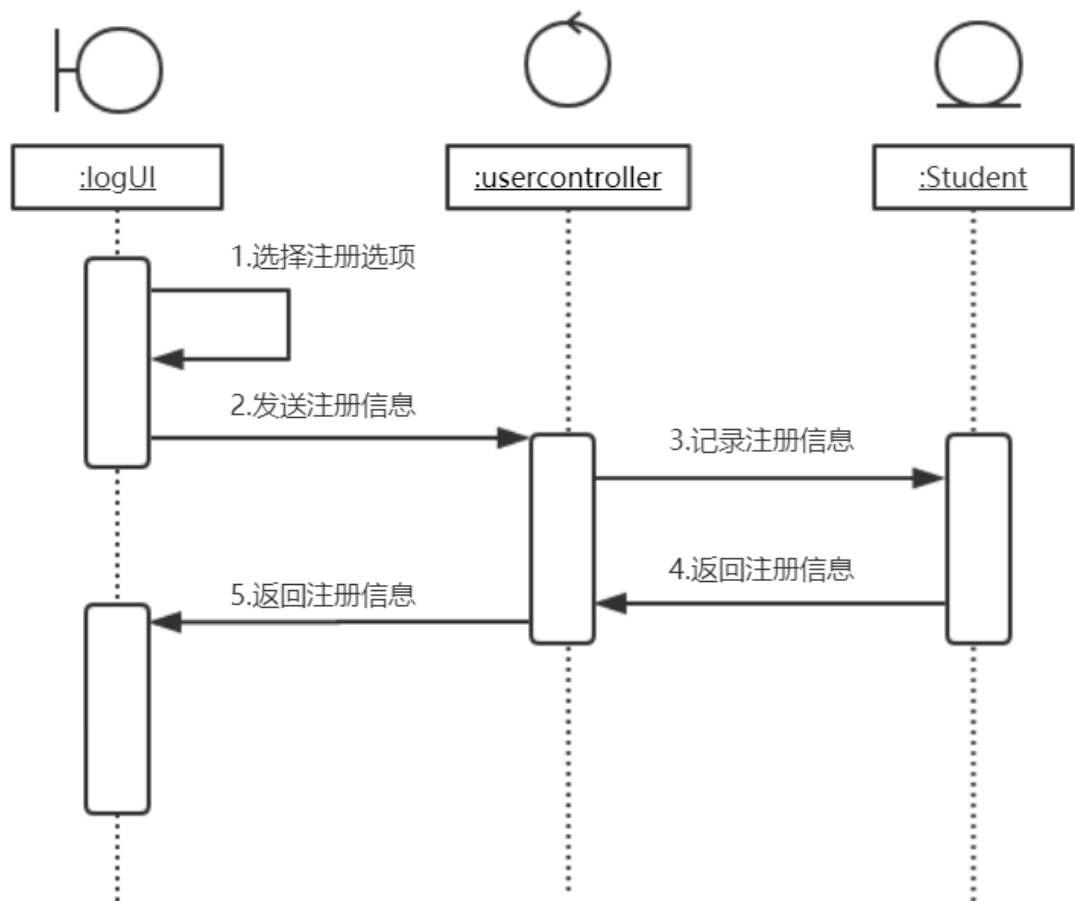 :logUI
:usercontroller
:Student
1.选择注册选项
2.发送注册信息
3.记录注册信息
4.返回注册信息
5.返回注册信息